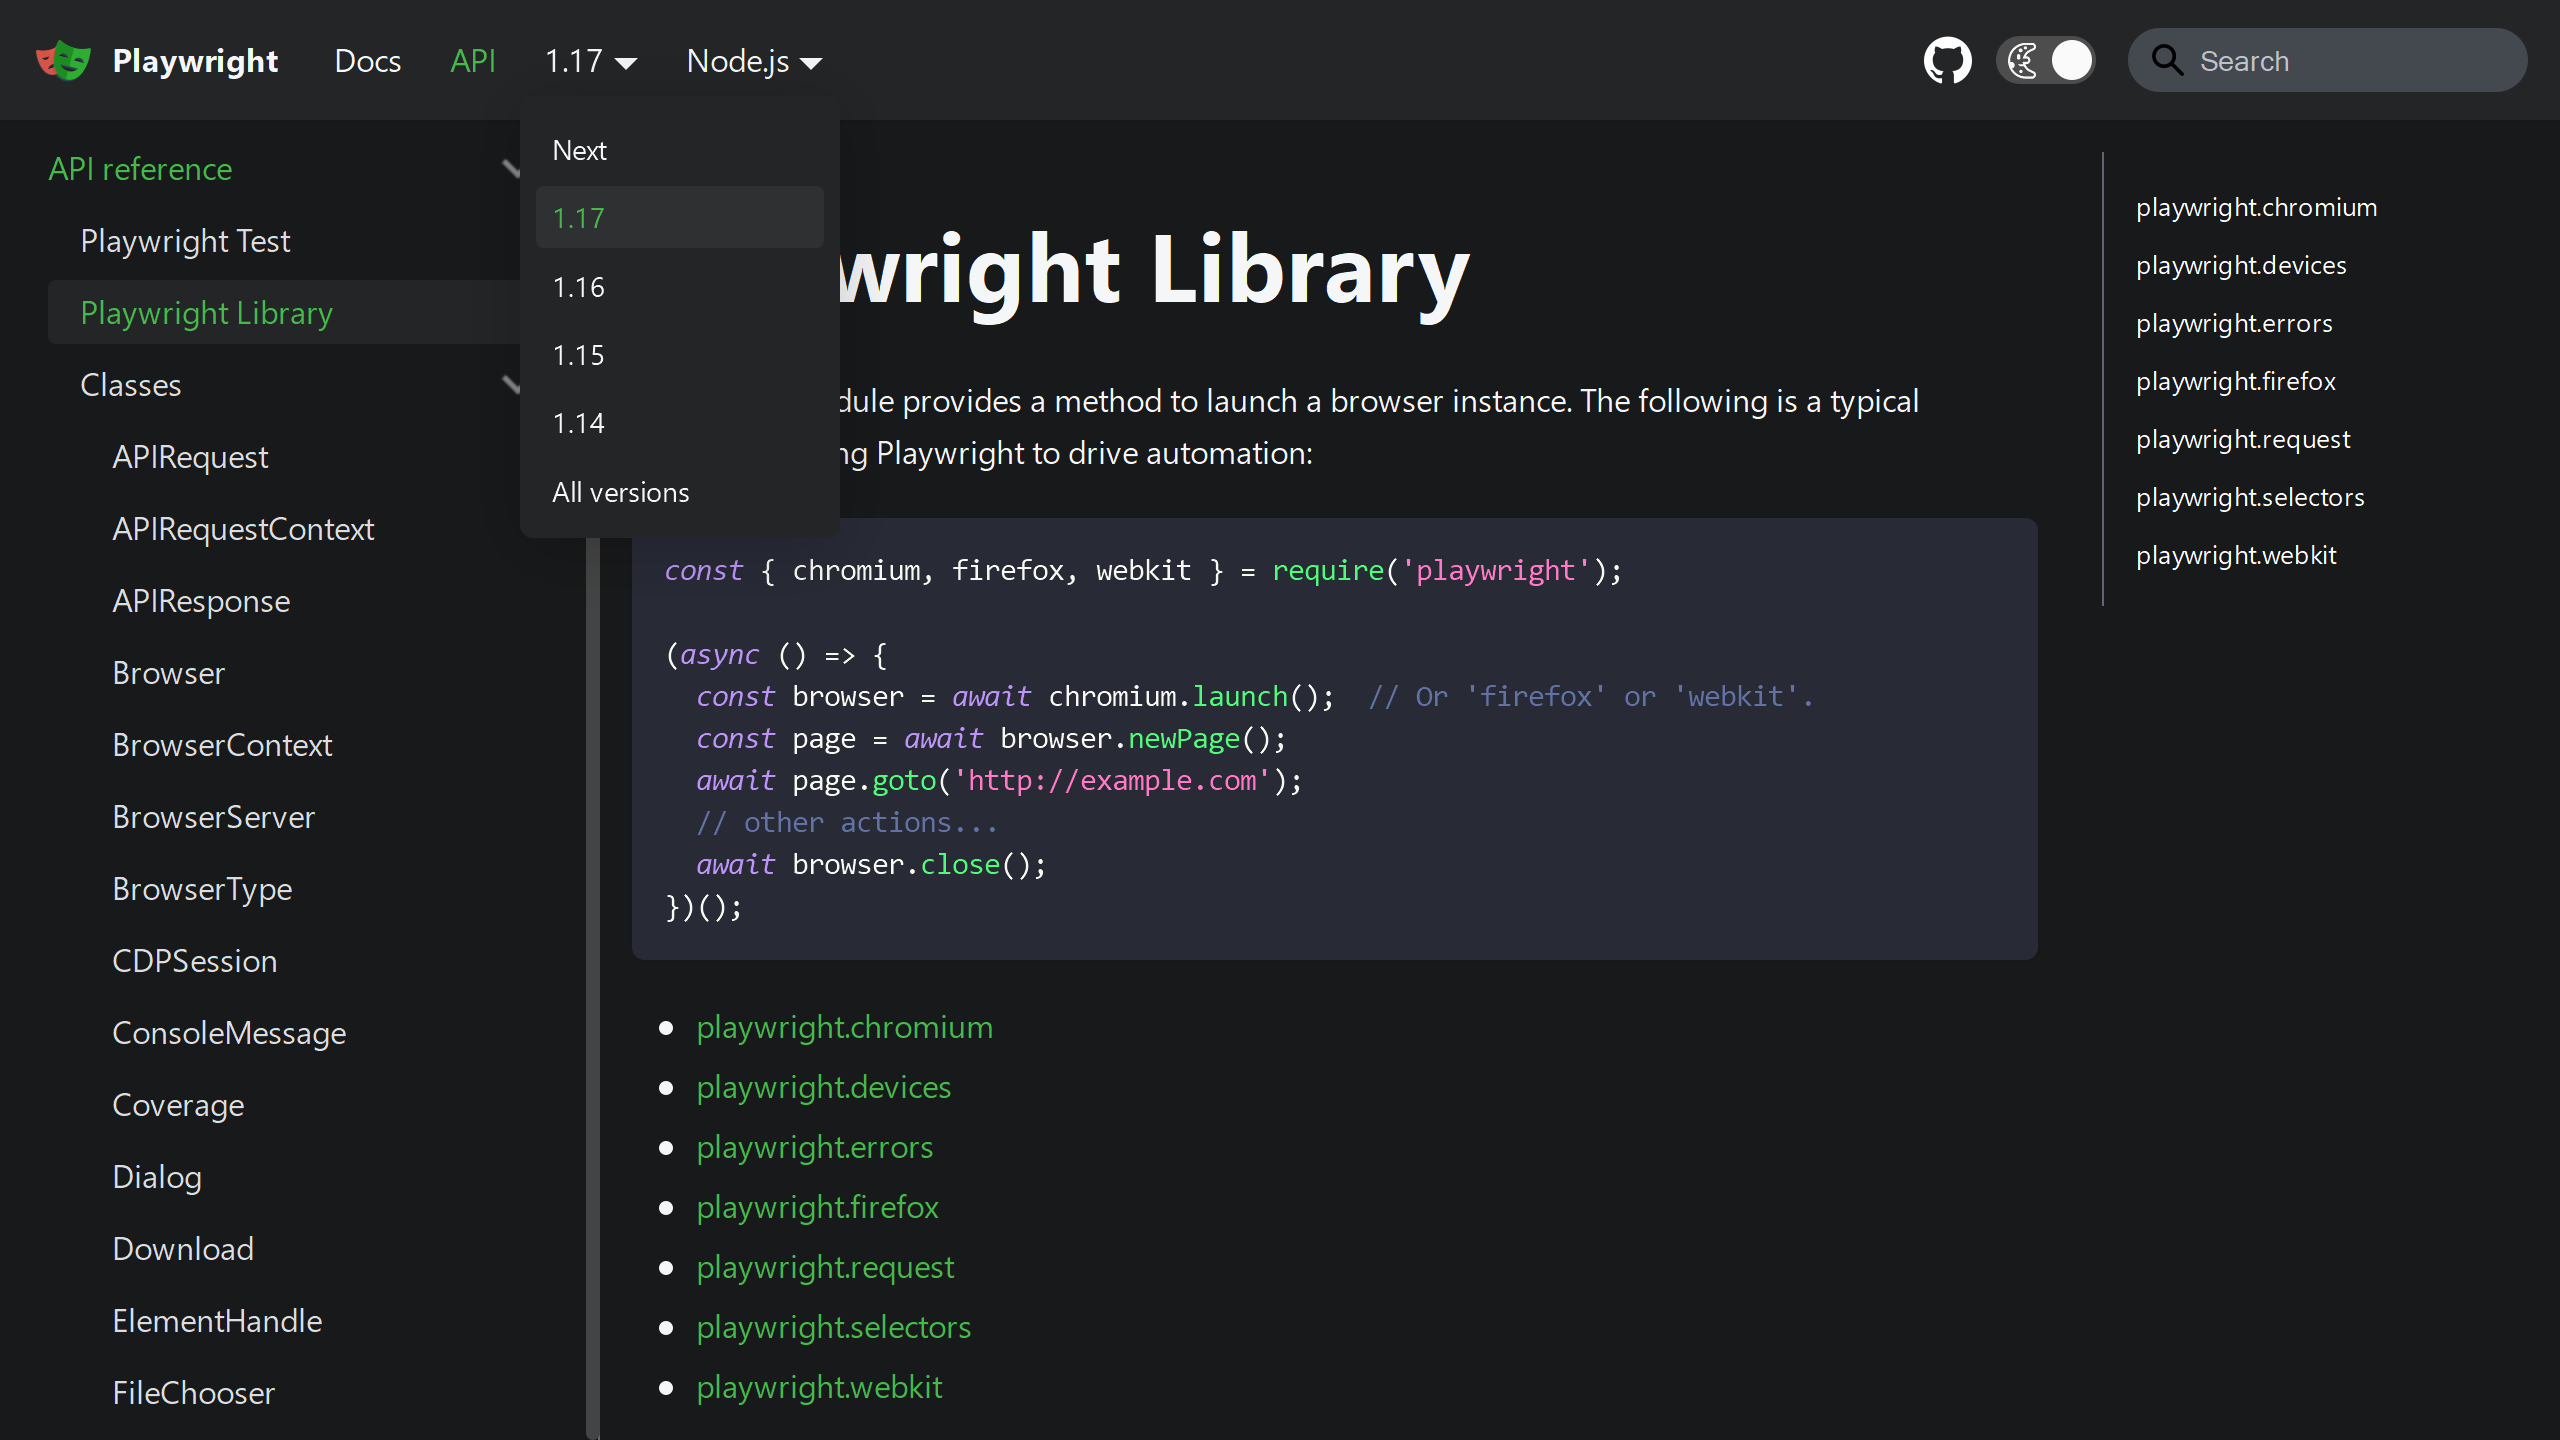 Playwright
Docs
API
1.17
Node.js
Search
API reference
Playwright Test
Playwright Library
Classes
APIRequest
APIRequestContext
APIResponse
Browser
BrowserContext
BrowserServer
BrowserType
CDPSession
ConsoleMessage
Coverage
Dialog
Download
ElementHandle
FileChooser
Next
1.17
1.16
1.15
1.14
All versions
wright Library
dule provides a method to launch a browser instance. The following is a typical
ng Playwright to drive automation:
const { chromium, firefox, webkit } = require('playwright');
(async () => {
  const browser = await chromium.launch();  // Or 'firefox' or 'webkit'.
  const page = await browser.newPage();
  await page.goto('http://example.com');
  // other actions...
  await browser.close();
})();
playwright.chromium
playwright.devices
playwright.errors
playwright.firefox
playwright.request
playwright.selectors
playwright.webkit
playwright.chromium
playwright.devices
playwright.errors
playwright.firefox
playwright.request
playwright.selectors
playwright.webkit